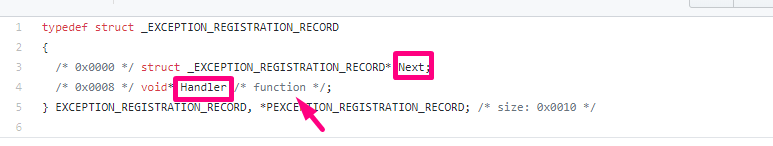 1 typedef struct _EXCEPTION_REGISTRATION_RECORD
2 {
3 /* 0x0000 */ struct _EXCEPTION_REGISTRATION_RECORD* Next;
4 /* 0x0008 */ void* Handler /* function */;
5 } EXCEPTION_REGISTRATION_RECORD, *PEXCEPTION_REGISTRATION_RECORD; /* size: 0x0010 */
6